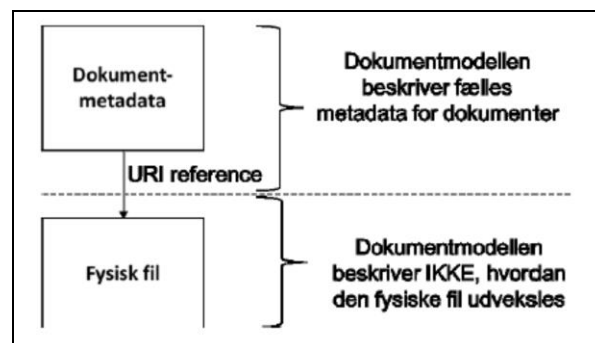 Dokument-
metadata
Dokumentmodellen
beskriver fælles
metadata for dokumenter
URI reference
Fysisk fil
Dokumentmodellen
beskriver IKKE, hvordan
den fysiske fil udveksles